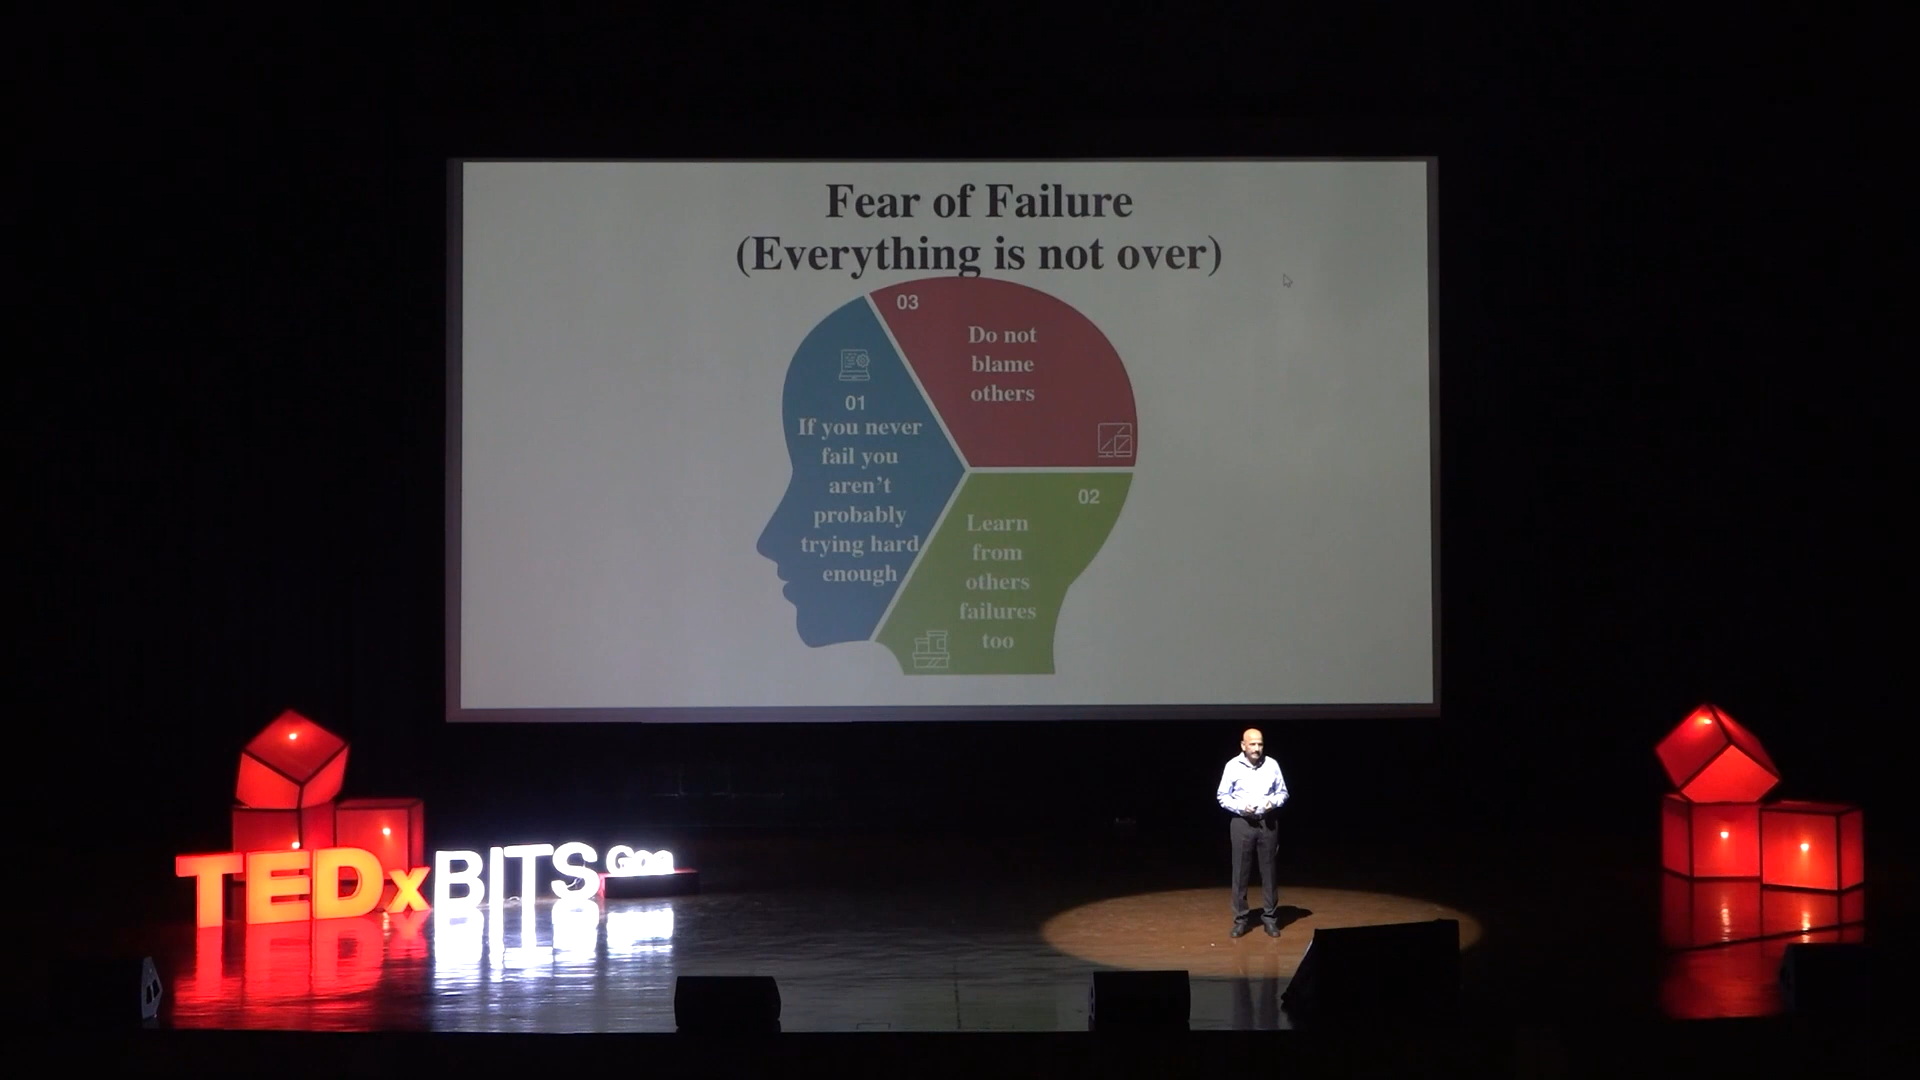 Fear of Failure
(Everything is not over)
03
Do not
blame
others
01
If you never
fail you
aren't
probably
trying hard
enough
02
Learn
from
others
failures
too
TEDxBITS Goa